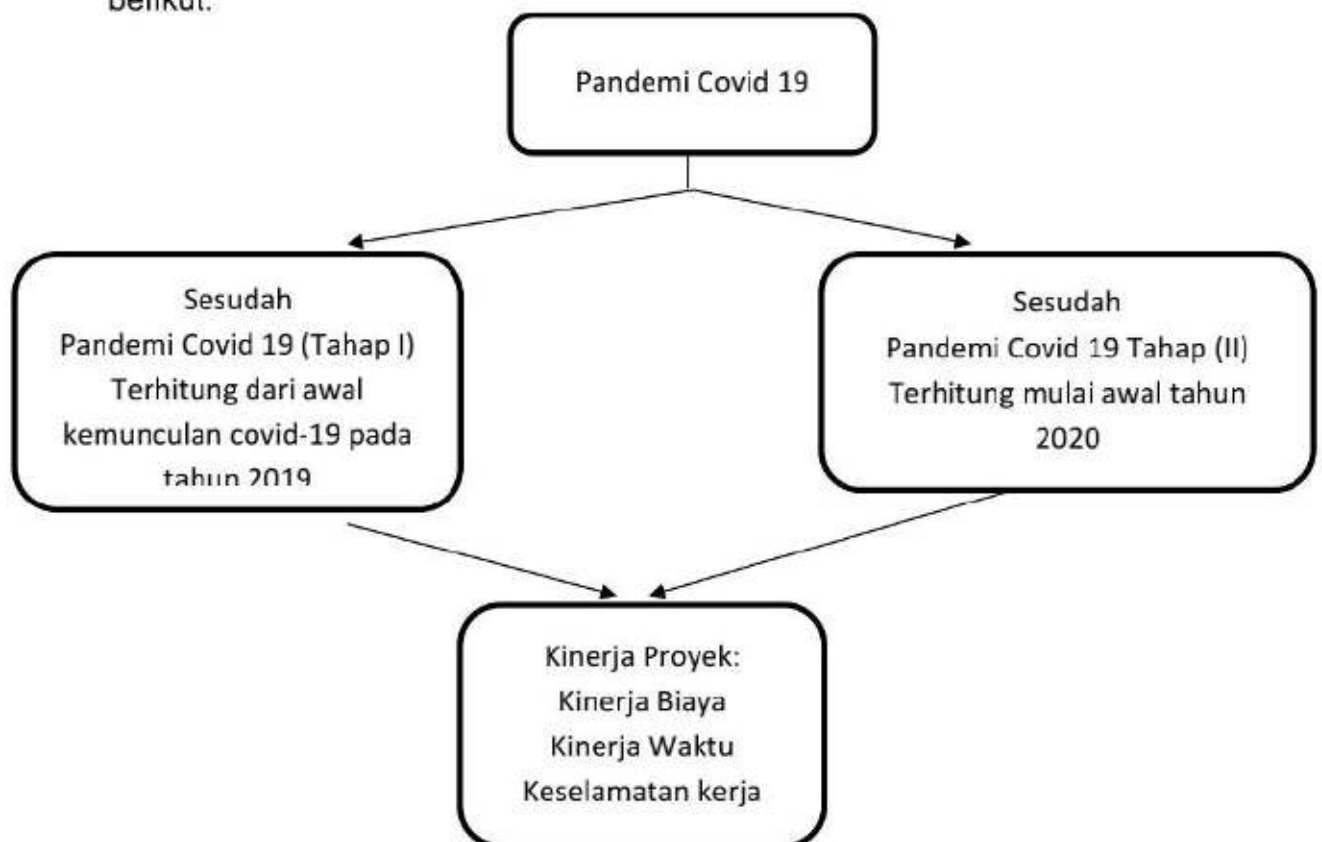 berikut:
Pandemi Covid 19
Sesudah
Pandemi Covid 19 (Tahap I)
Terhitung dari awal
kemunculan covid-19 pada
tahun 2019
Sesudah
Pandemi Covid 19 Tahap (II)
Terhitung mulai awal tahun
2020
Kinerja Proyek:
Kinerja Biaya
Kinerja Waktu
Keselamatan kerja